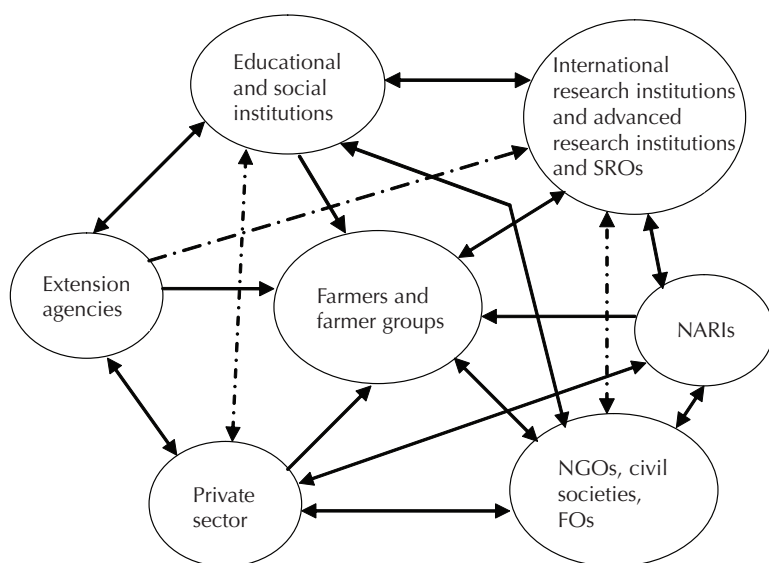 Educational
and social
institutions
International
research institutions
and advanced
research institutions
and SROs
Extension
agencies
Farmers and
farmer groups
NARIs
Private
sector
NGOs, civil
societies,
FOs